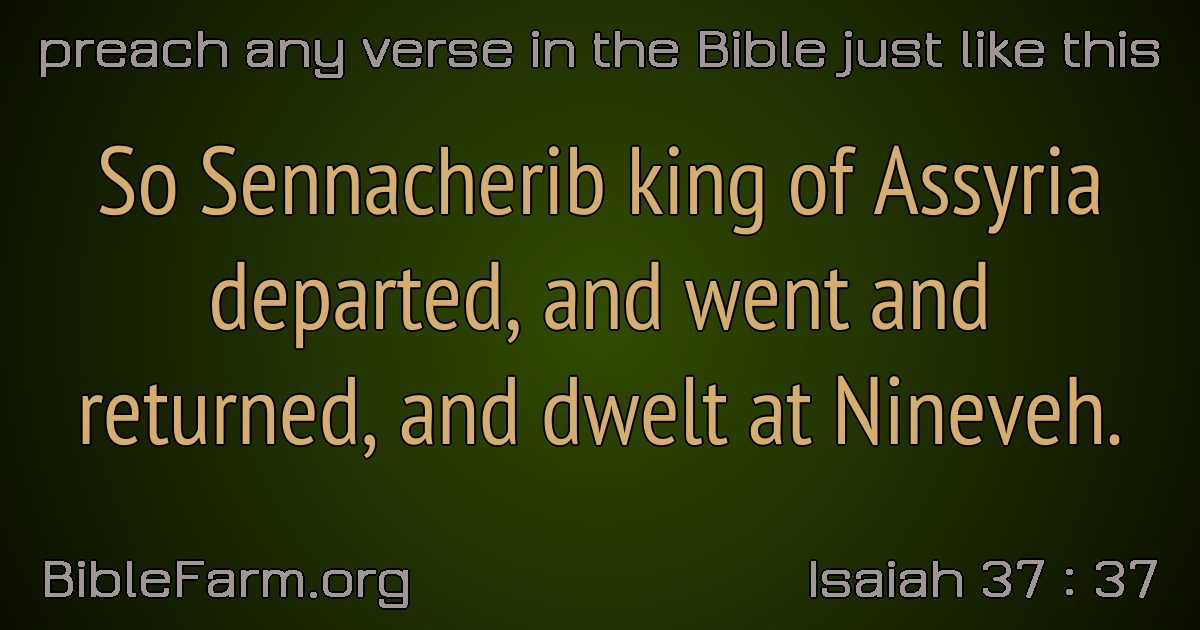 preach any verse in the Bible just like this
So Sennacherib king of Assyria
departed, and went and
returned, and dwelt at Nineveh.
BibleFarm.org
Isaiah 37 : 37